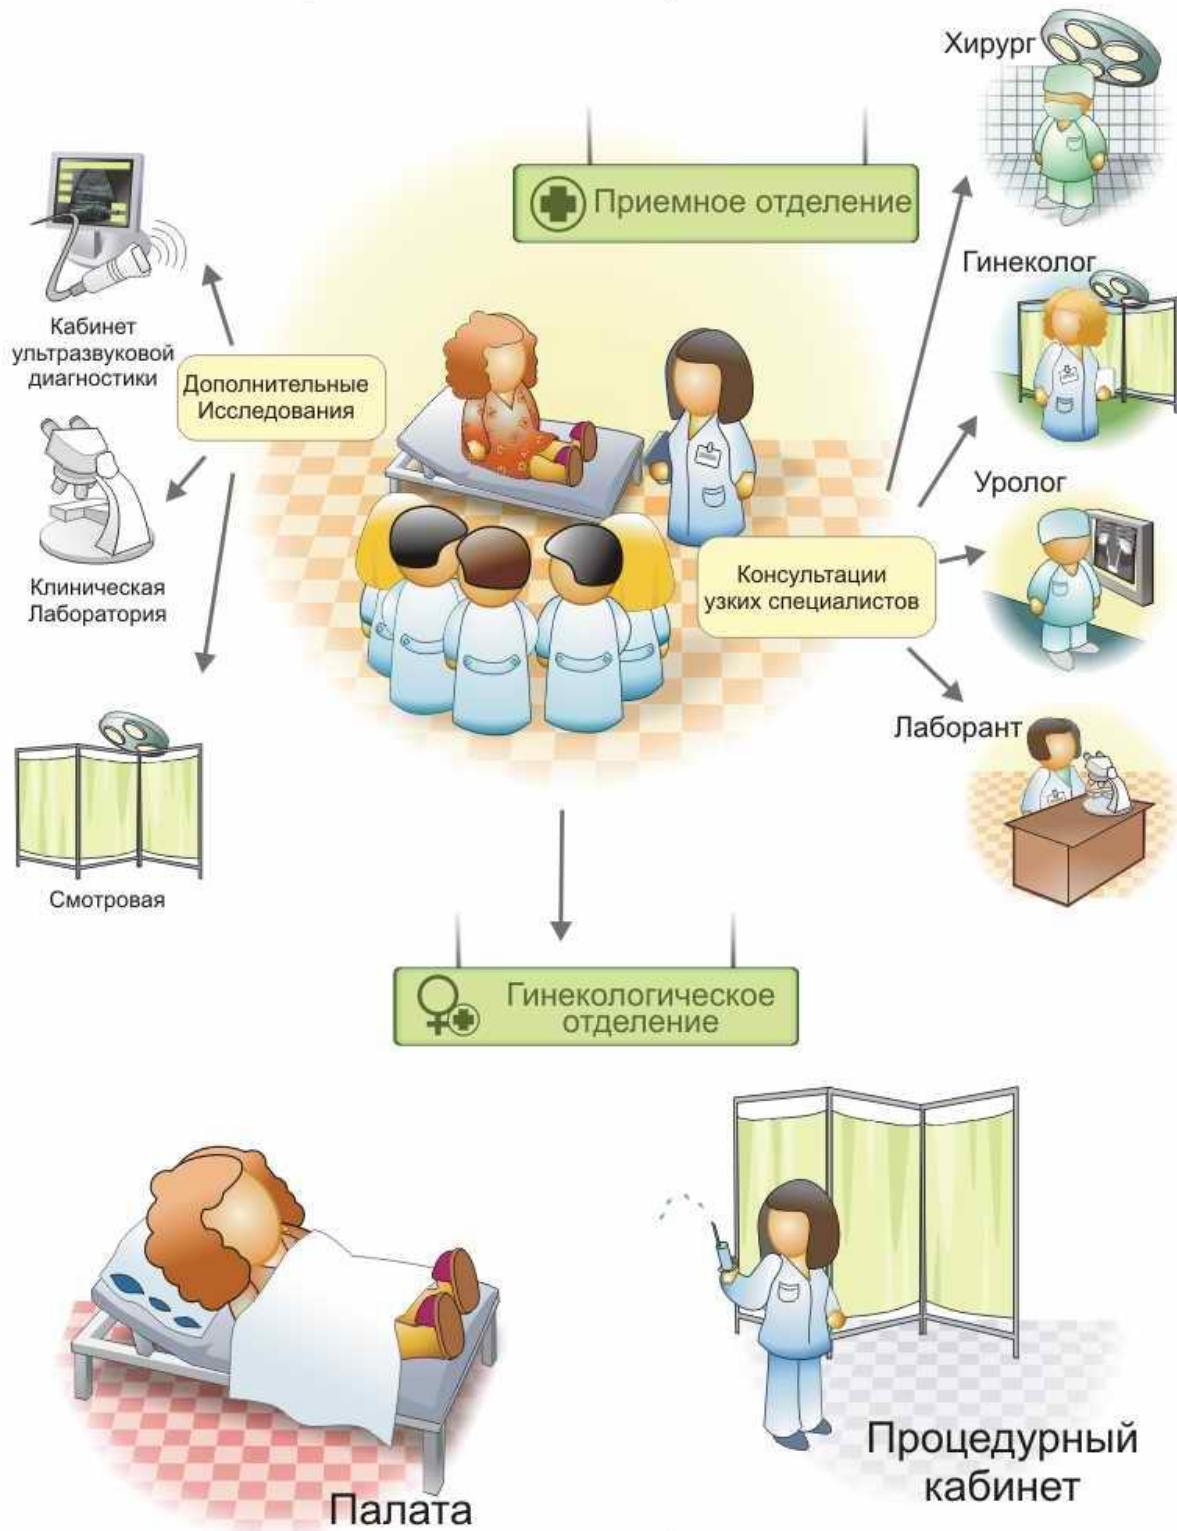 Хирург
Приемное отделение
Гинеколог
Кабинет
ультразвуковой
диагностики
Дополнительные
Исследования
Уролог
Консультации
узких специалистов
Клиническая
Лаборатория
Лаборант
Смотровая
Гинекологическое
отделение
Процедурный
кабинет
Палата